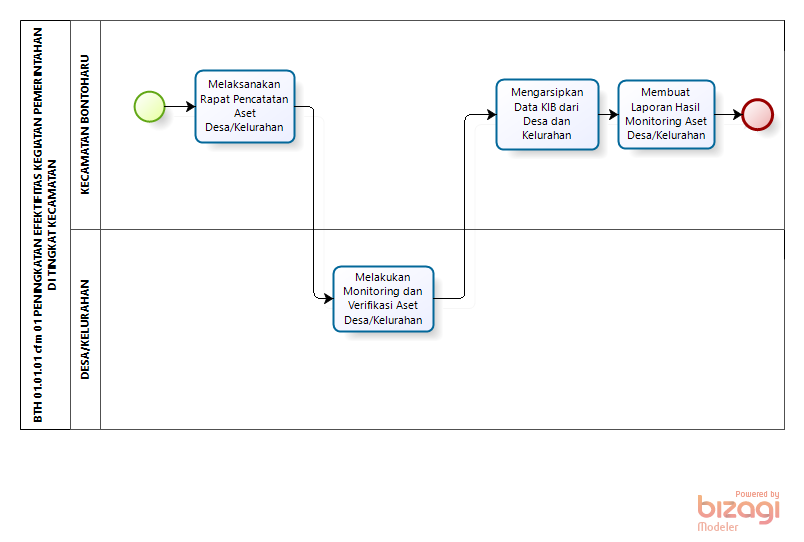 BTH 01.01.01 cfm 01 PENINGKATAN EFEKTIFITAS KEGIATAN PEMERINTAHAN
DI TINGKAT KECAMATAN
KECAMATAN BONTOHARU
Melaksanakan
Rapat Pencatatan
Aset
Desa/Kelurahan
Mengarsipkan
Data KIB dari
Desa dan
Kelurahan
Membuat
Laporan Hasil
Monitoring Aset
Desa/Kelurahan
DESA/KELURAHAN
Melakukan
Monitoring dan
Verifikasi Aset
Desa/Kelurahan
Powered by
bizagi
Modeler